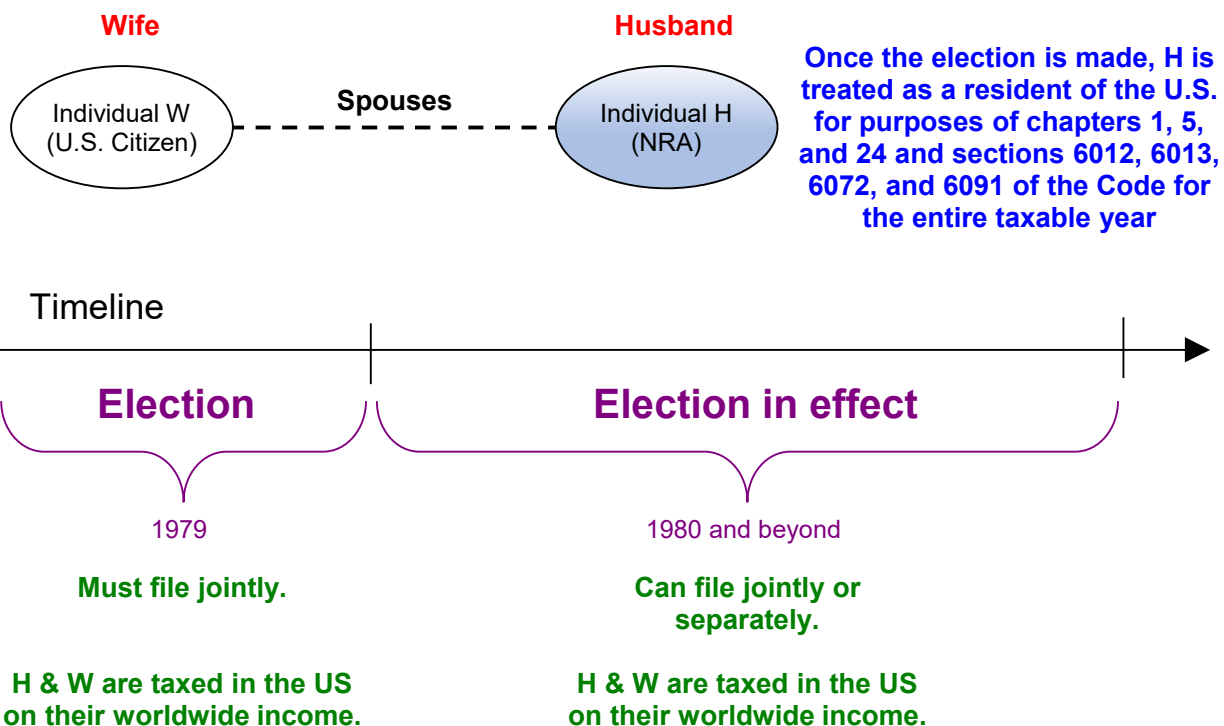 Wife
Husband
Individual W
(U.S. Citizen)
Spouses
Individual H
(NRA)
Once the election is made, H is
treated as a resident of the U.S.
for purposes of chapters 1, 5,
and 24 and sections 6012, 6013,
6072, and 6091 of the Code for
the entire taxable year
Timeline
Election
Election in effect
1979
1980 and beyond
Must file jointly.
Can file jointly or
separately.
H & W are taxed in the US
on their worldwide income.
H & W are taxed in the US
on their worldwide income.